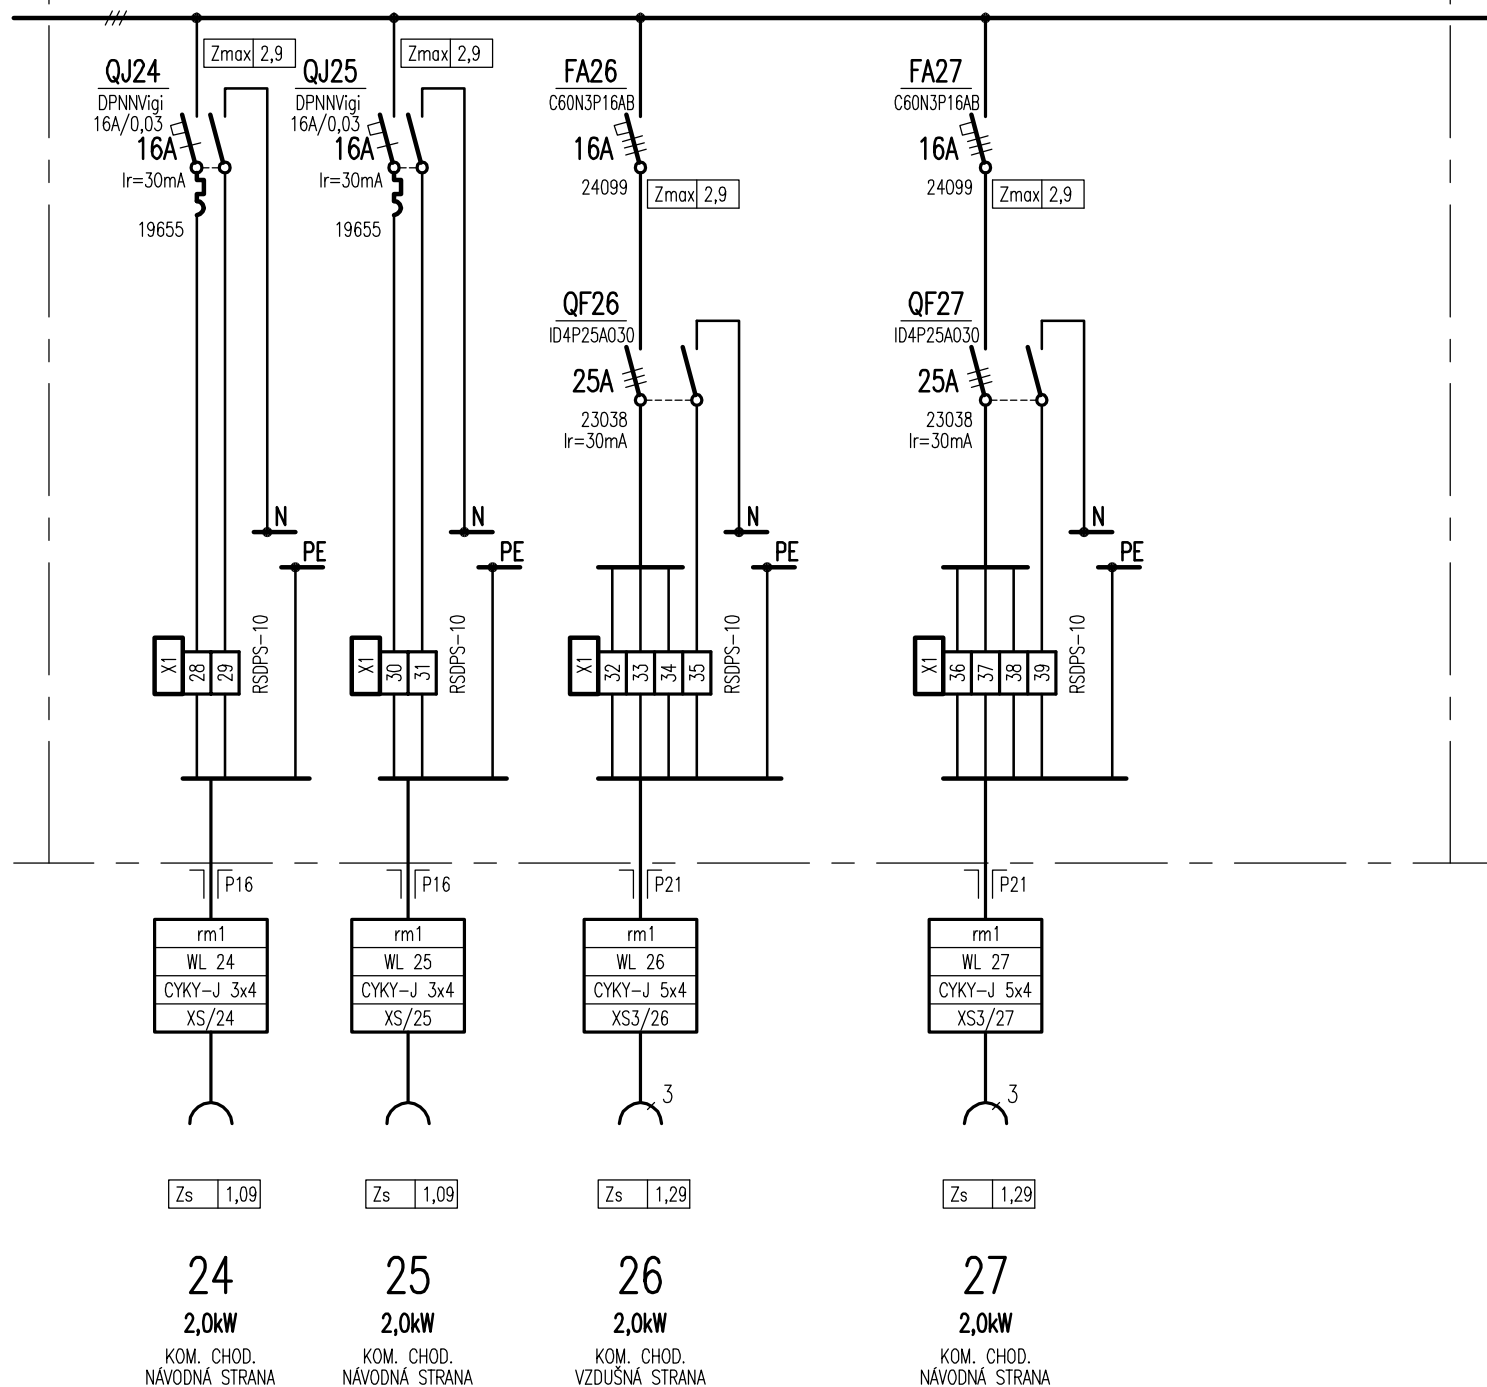 Zmax 2,9
QJ24
DPNNVigi
16A/0,03
16A
Ir=30mA
19655
N
PE
X1 28 29
RSDPS-10
P16
rm1
WL 24
CYKY-J 3x4
XS/24
Zs 1,09
24
2,0kW
KOM. CHOD.
NÁVODNÁ STRANA
Zmax 2,9
QJ25
DPNNVigi
16A/0,03
16A
Ir=30mA
19655
N
PE
X1 30 31
RSDPS-10
P16
rm1
WL 25
CYKY-J 3x4
XS/25
Zs 1,09
25
2,0kW
KOM. CHOD.
NÁVODNÁ STRANA
FA26
C60N3P16AB
16A
24099
Zmax 2,9
QF26
ID4P25A030
25A
23038
Ir=30mA
N
PE
X1 32 33 34 35
RSDPS-10
P21
rm1
WL 26
CYKY-J 5x4
XS3/26
3
Zs 1,29
26
2,0kW
KOM. CHOD.
VZDUŠNÁ STRANA
FA27
C60N3P16AB
16A
24099
Zmax 2,9
QF27
ID4P25A030
25A
23038
Ir=30mA
N
PE
X1 36 37 38 39
RSDPS-10
P21
rm1
WL 27
CYKY-J 5x4
XS3/27
3
Zs 1,29
27
2,0kW
KOM. CHOD.
NÁVODNÁ STRANA